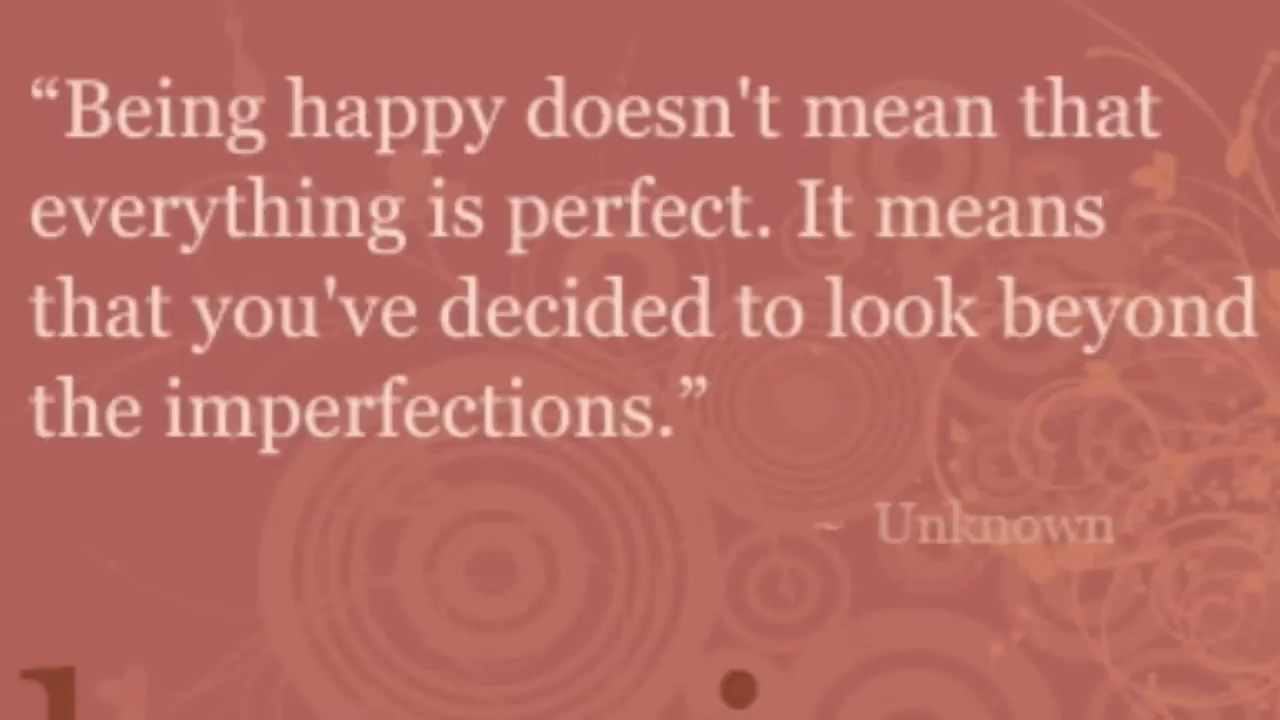 “Being happy doesn't mean that
everything is perfect. It means
that you've decided to look beyond
the imperfections.”
~ Unknown